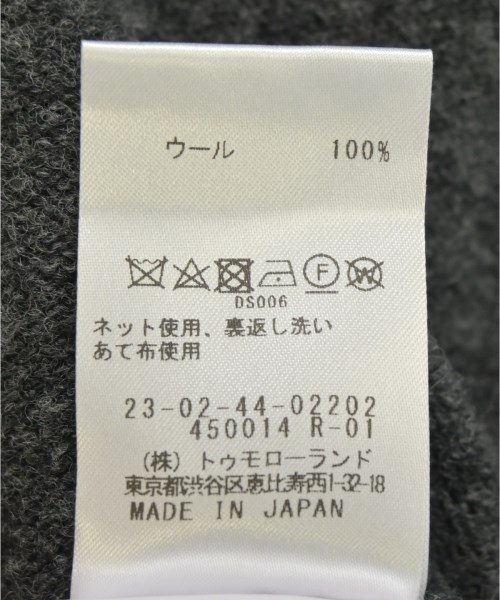 ウール 100%
F W
DS006
ネット使用、裏返し洗い
あて布使用
23-02-44-02202
450014 R-01
(株) トゥモローランド
東京都渋谷区恵比寿西1-32-18
MADE IN JAPAN